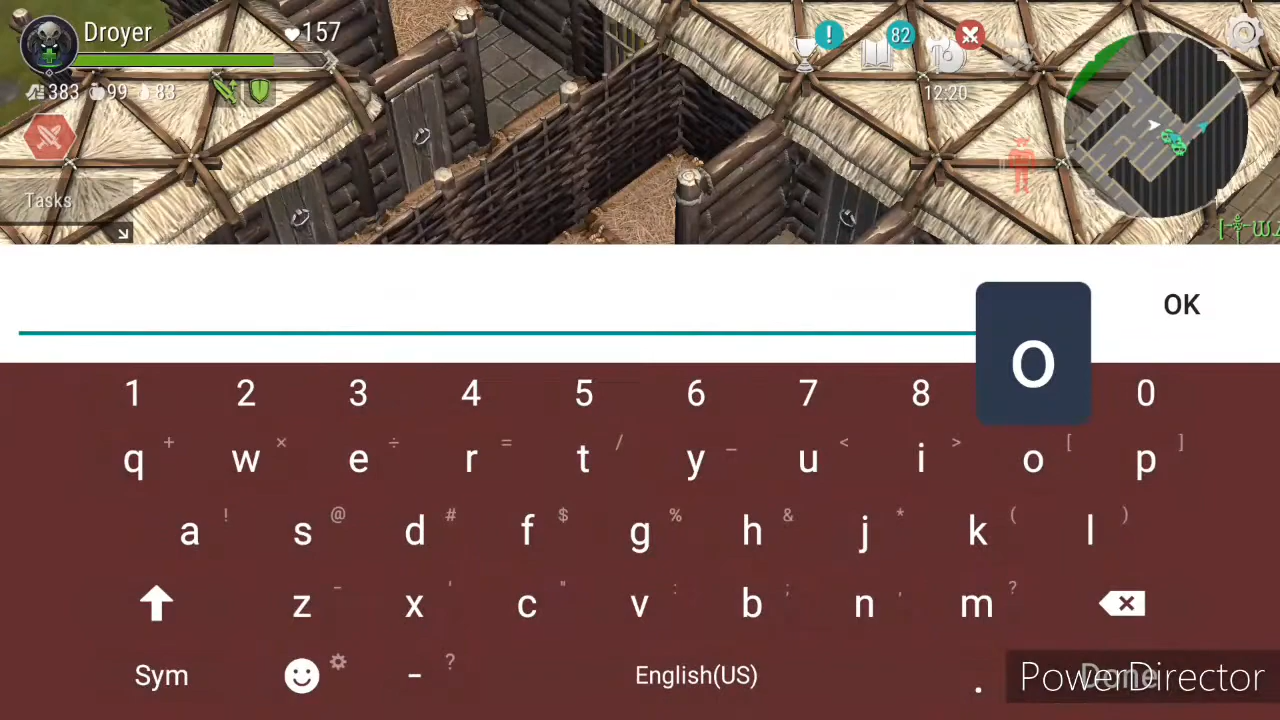 Droyer 157
! 82
383 99 83
12:20
Tasks
OK
O
1 2 3 4 5 6 7 8 0
+ × ÷ = / _ < > [ ]
q w e r t y u i o p
! @ # $ % & * ( )
a s d f g h j k l
- ' " : ; , ?
z x c v b n m
Sym - ? English(US) . Done
PowerDirector